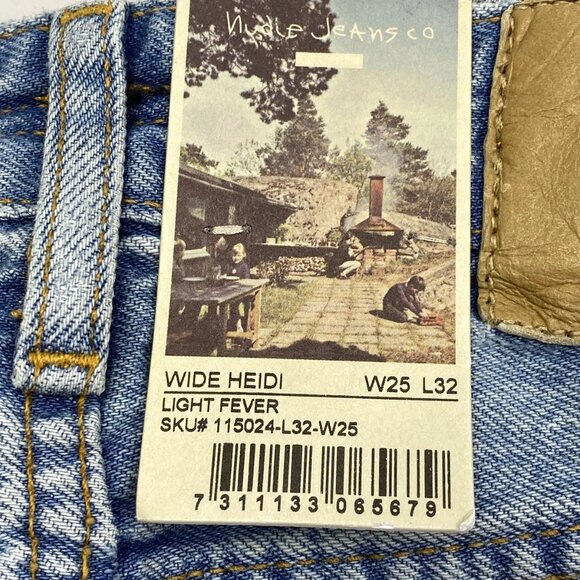 Nudie Jeans co
WIDE HEIDI W25 L32
LIGHT FEVER
SKU# 115024-L32-W25
7 311133 065679